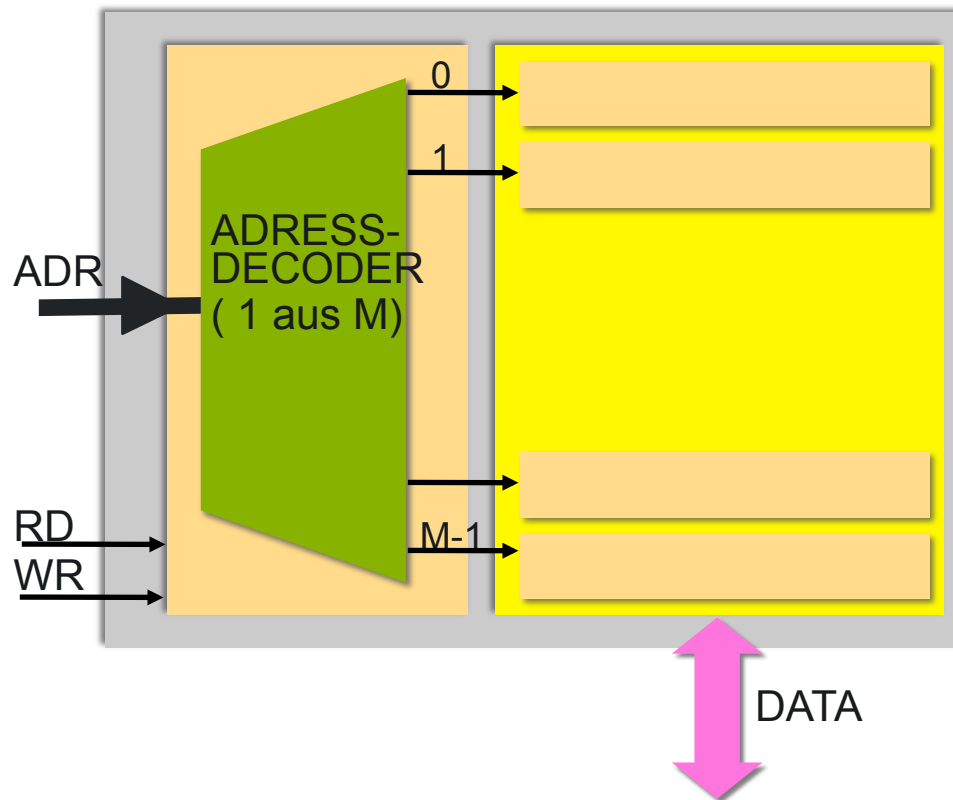 0
1
ADRESS-
DECODER
( 1 aus M)
ADR
RD
M-1
WR
DATA